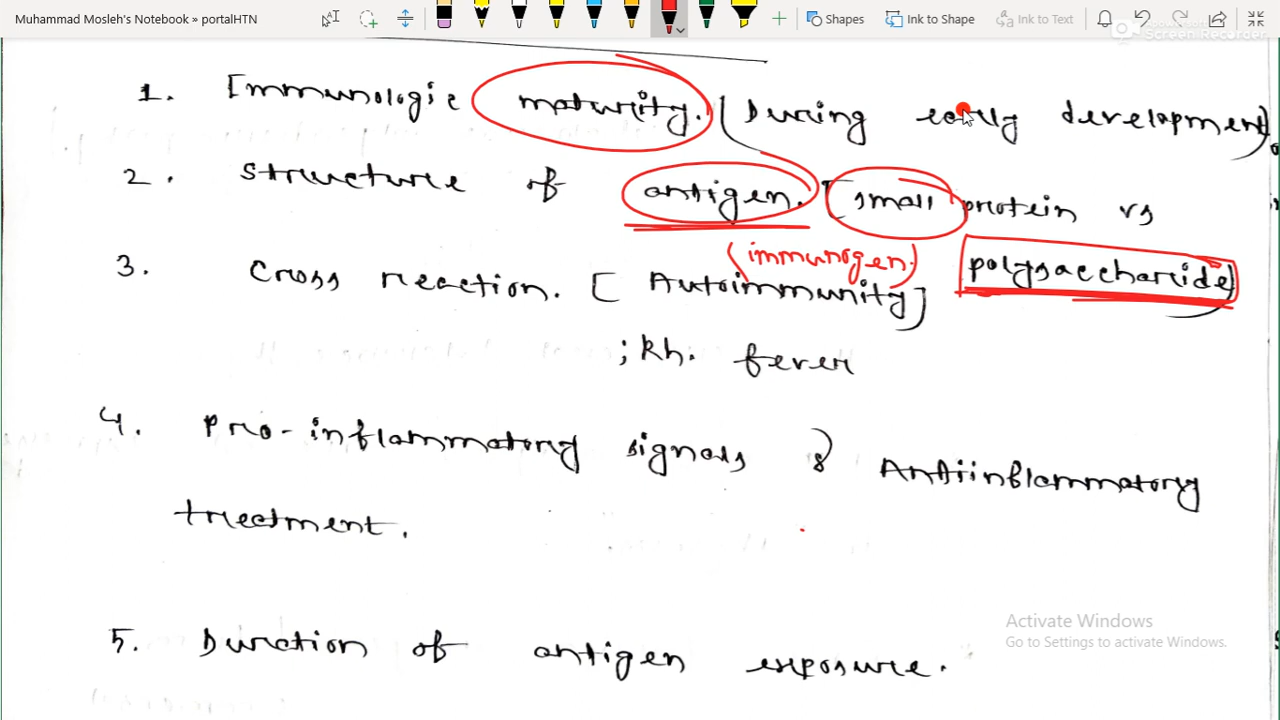 Muhammad Mosleh's Notebook » portalHTN
Shapes
Ink to Shape
Ink to Text
Screen Recorder
1. Immunologic maturity. (During early development)
2. Structure of antigen. [small protein vs
(immunogen)
polysaccharide)
3. Cross reaction. [Autoimmunity]
; Rh. fever
4. Pro-inflammatory signals & Antiinflammatory
treatment.
5. Duration of antigen exposure.
Activate Windows
Go to Settings to activate Windows.